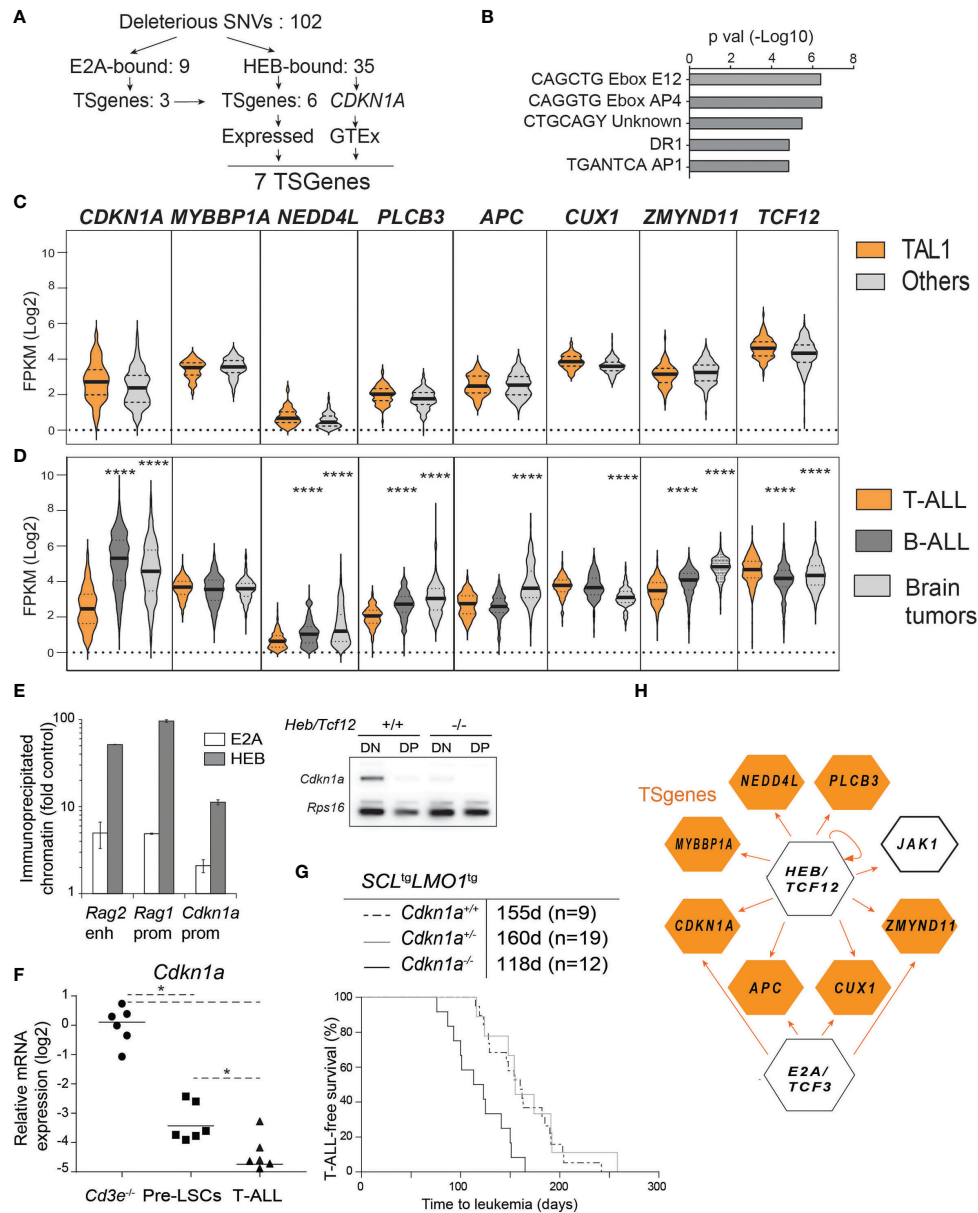 A
Deleterious SNVs : 102
E2A-bound: 9
HEB-bound: 35
TSgenes: 3
TSgenes: 6
CDKN1A
Expressed
GTEx
7 TSGenes
B
p val (-Log10)
0 2 4 6 8
CAGCTG Ebox E12
CAGGTG Ebox AP4
CTGCAGY Unknown
DR1
TGANTCA AP1
C
CDKN1A MYBBP1A NEDD4L PLCB3 APC CUX1 ZMYND11 TCF12
FPKM (Log2)
10
8
6
4
2
0
TAL1
Others
D
FPKM (Log2)
10
8
6
4
2
0
**** ****
**** ****
**** ****
****
****
**** ****
**** ****
T-ALL
B-ALL
Brain
tumors
E
Immunoprecipitated
chromatin (fold control)
100
10
1
E2A
HEB
Rag2
enh
Rag1
prom
Cdkn1a
prom
Heb/Tcf12
+/+
-/-
DN DP DN DP
Cdkn1a
Rps16
F
Cdkn1a
Relative mRNA
expression (log2)
1
0
-1
-2
-3
-4
-5
*
*
Cd3e-/- Pre-LSCs T-ALL
G
SCLtgLMO1tg
Cdkn1a+/+ 155d (n=9)
Cdkn1a+/- 160d (n=19)
Cdkn1a-/- 118d (n=12)
T-ALL-free survival (%)
100
80
60
40
20
0
0 100 200 300
Time to leukemia (days)
H
TSgenes
NEDD4L
PLCB3
MYBBP1A
JAK1
HEB/
TCF12
CDKN1A
ZMYND11
APC
CUX1
E2A/
TCF3